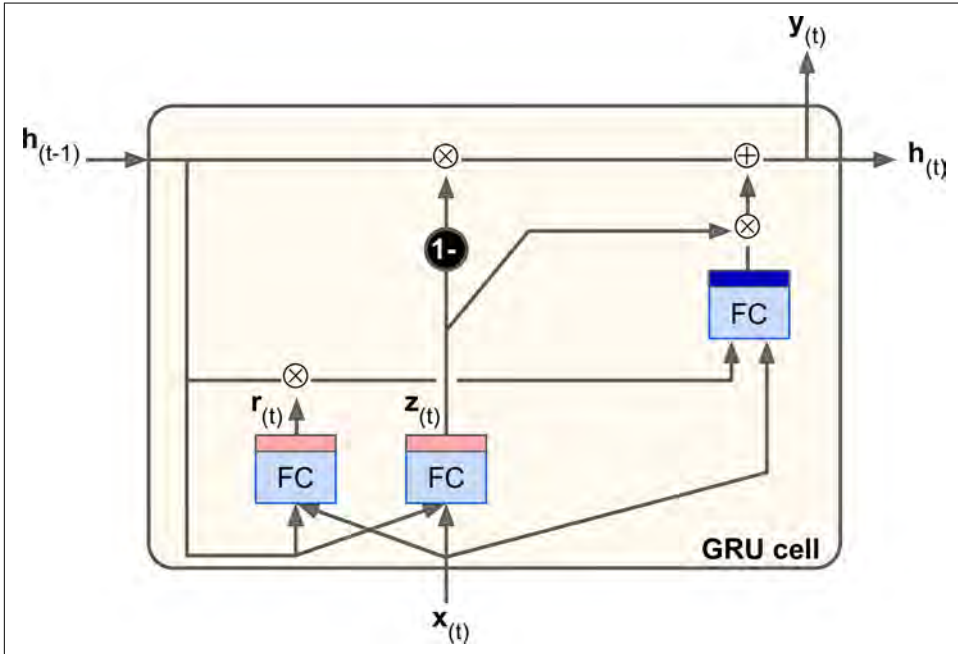 y(t)
h(t-1)
⊗
+
h(t)
⊗
1-
FC
⊗
r(t)
z(t)
FC
FC
GRU cell
x(t)